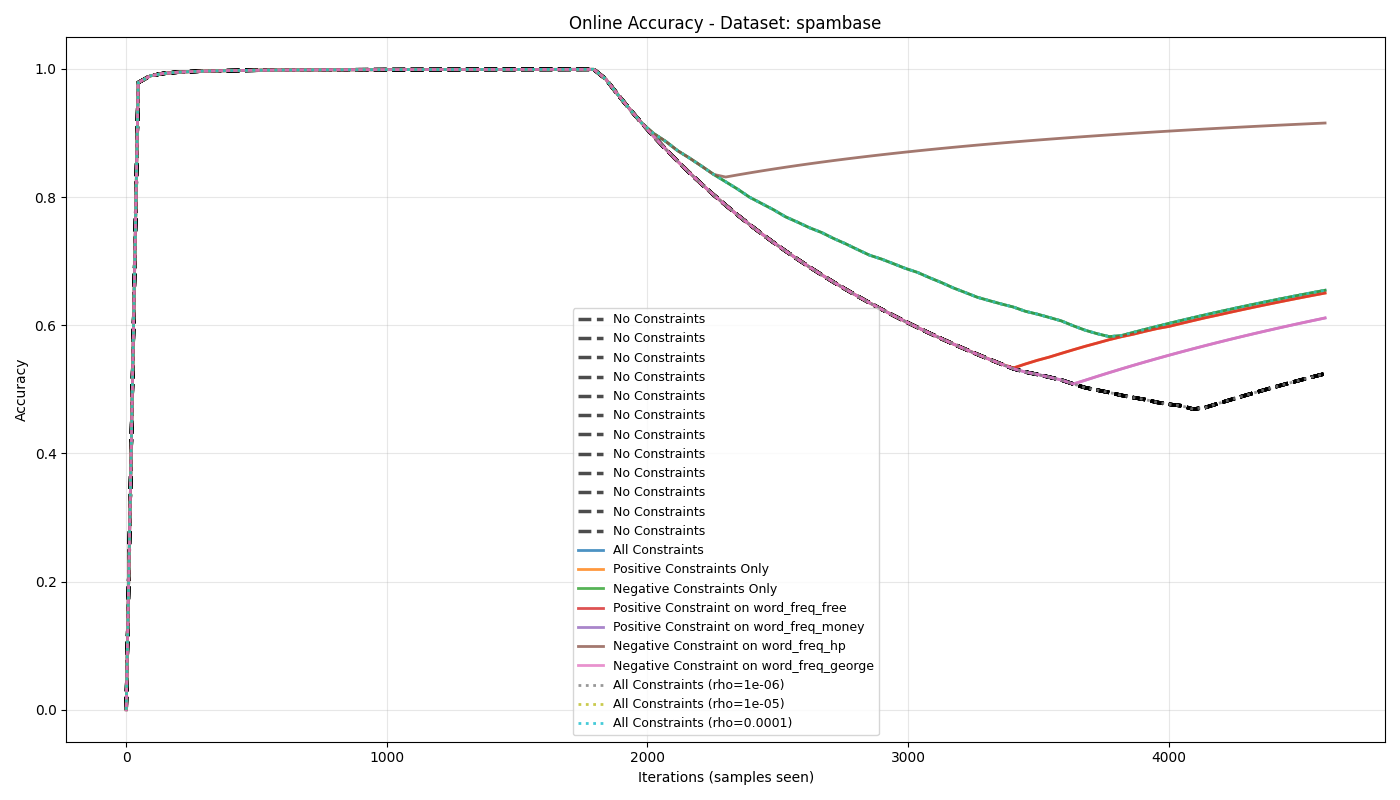 Online Accuracy - Dataset: spambase
1.0
0.8
0.6
0.4
0.2
0.0
Accuracy
No Constraints
No Constraints
No Constraints
No Constraints
No Constraints
No Constraints
No Constraints
No Constraints
No Constraints
No Constraints
No Constraints
No Constraints
All Constraints
Positive Constraints Only
Negative Constraints Only
Positive Constraint on word_freq_free
Positive Constraint on word_freq_money
Negative Constraint on word_freq_hp
Negative Constraint on word_freq_george
All Constraints (rho=1e-06)
All Constraints (rho=1e-05)
All Constraints (rho=0.0001)
0 1000 2000 3000 4000
Iterations (samples seen)